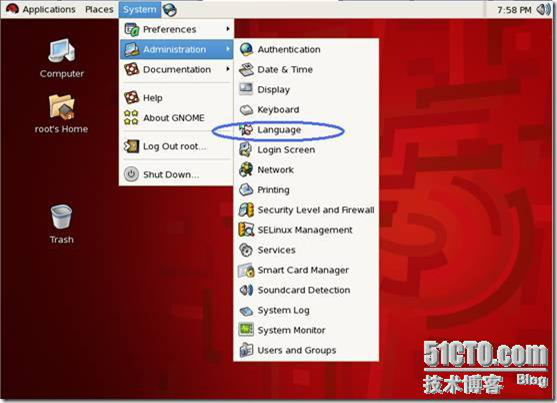 Applications Places System 7:58 PM
Preferences
Administration
Documentation
Help
About GNOME
Log Out root...
Shut Down...
Authentication
Date & Time
Display
Keyboard
Language
Login Screen
Network
Printing
Security Level and Firewall
SELinux Management
Services
Smart Card Manager
Soundcard Detection
System Log
System Monitor
Users and Groups
Computer
root's Home
Trash
51CTO.com
技术博客 Blog